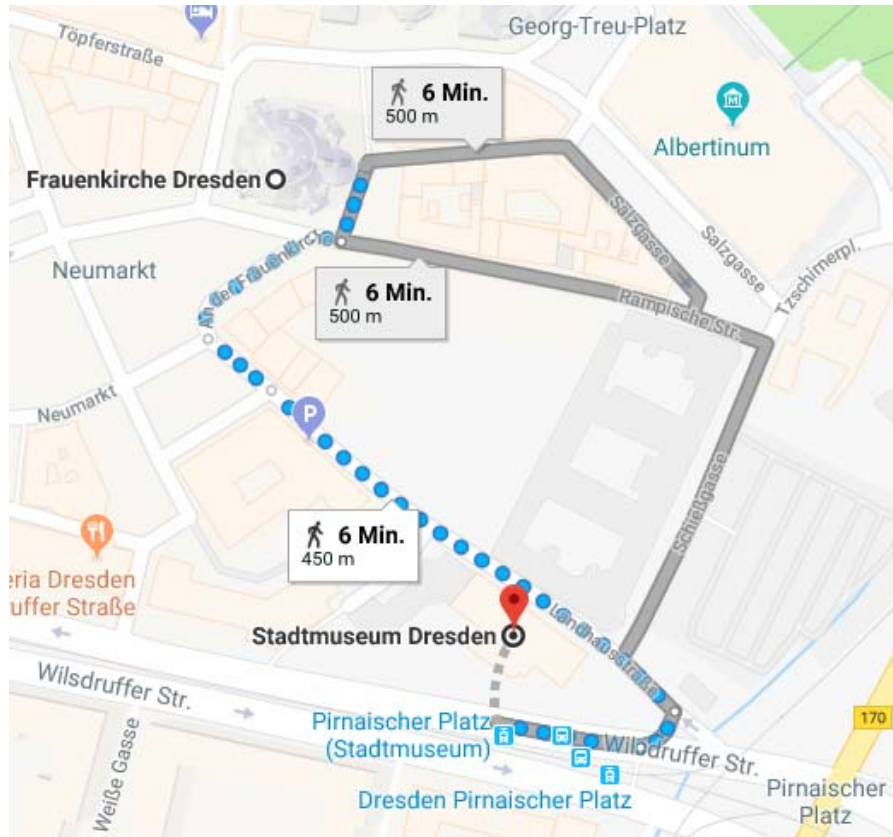 Georg-Treu-Platz
Töpferstraße
6 Min.
500 m
Albertinum
Frauenkirche Dresden
Salzgasse
Salzgasse
Tzschirnerpl.
An der Frauenkirche
Neumarkt
6 Min.
500 m
Rampische Str.
Neumarkt
P
Schießgasse
6 Min.
450 m
eria Dresden
ruffer Straße
Landhausstraße
Stadtmuseum Dresden
Wilsdruffer Str.
Pirnaischer Platz
(Stadtmuseum)
Wilsdruffer Str.
170
Weiße Gasse
Dresden Pirnaischer Platz
Pirnaischer
Platz